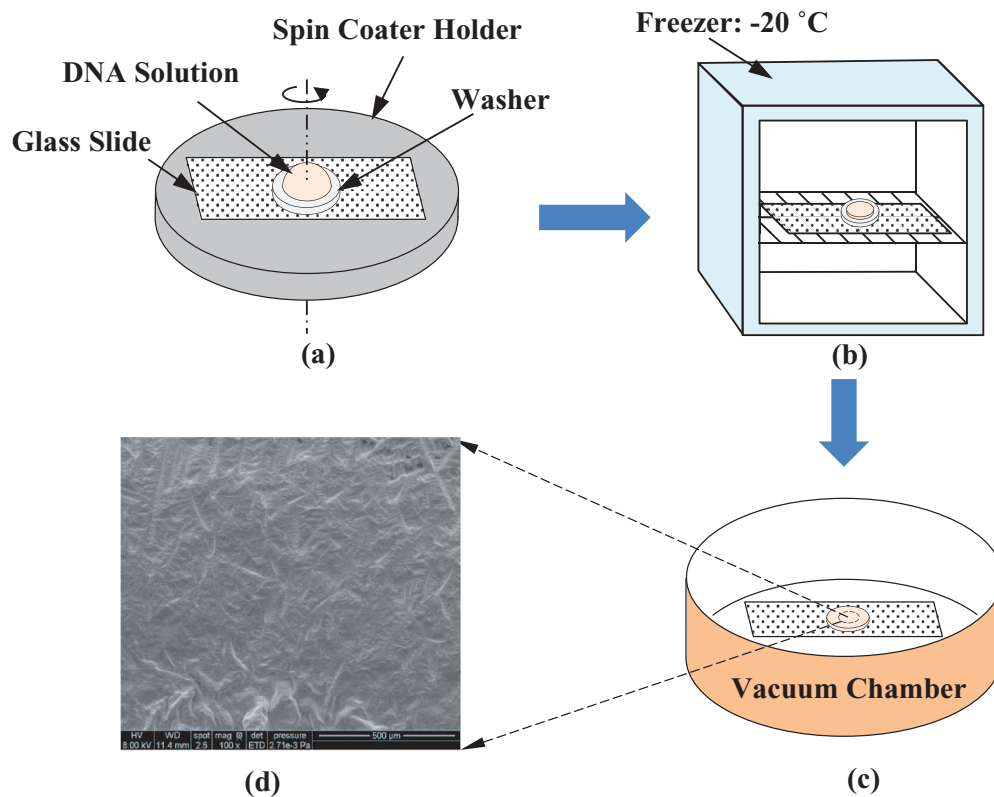 Spin Coater Holder
DNA Solution
Washer
Glass Slide
(a)
Freezer: -20 °C
(b)
HV WD spot mag det pressure 500 µm
8.00 kV 11.4 mm 2.5 100 x ETD 2.71e-3 Pa
(d)
Vacuum Chamber
(c)